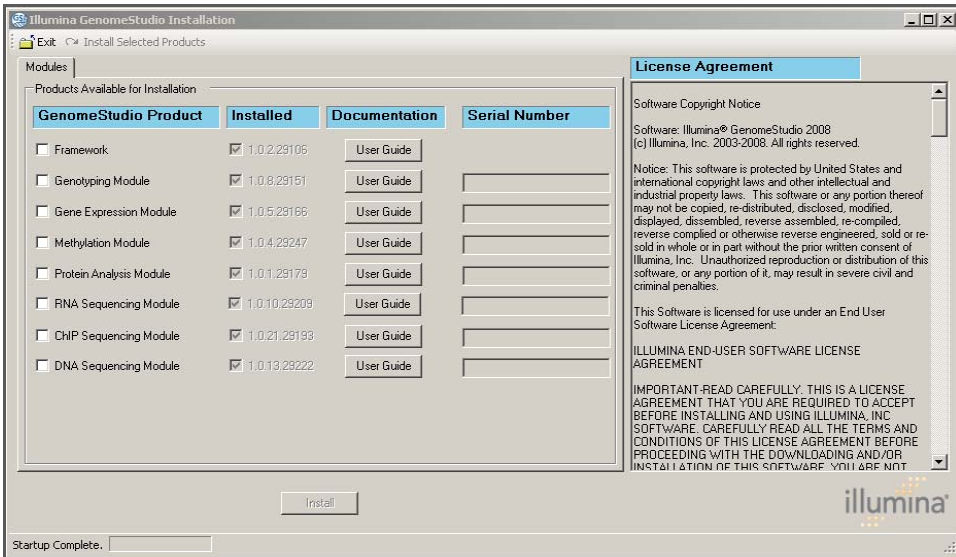 Illumina GenomeStudio Installation
Exit Install Selected Products
Modules
Products Available for Installation
GenomeStudio Product Installed Documentation Serial Number
Framework 1.0.2.29106 User Guide
Genotyping Module 1.0.8.29151 User Guide
Gene Expression Module 1.0.5.29166 User Guide
Methylation Module 1.0.4.29247 User Guide
Protein Analysis Module 1.0.1.29179 User Guide
RNA Sequencing Module 1.0.10.29209 User Guide
ChIP Sequencing Module 1.0.21.29193 User Guide
DNA Sequencing Module 1.0.13.29222 User Guide
Install
License Agreement
Software Copyright Notice
Software: Illumina® GenomeStudio 2008
(c) Illumina, Inc. 2003-2008. All rights reserved.
Notice: This software is protected by United States and
international copyright laws and other intellectual and
industrial property laws. This software or any portion thereof
may not be copied, re-distributed, disclosed, modified,
displayed, dissembled, reverse assembled, re-compiled,
reverse complied or otherwise reverse engineered, sold or re-
sold in whole or in part without the prior written consent of
Illumina, Inc. Unauthorized reproduction or distribution of this
software, or any portion of it, may result in severe civil and
criminal penalties.
This Software is licensed for use under an End User
Software License Agreement:
ILLUMINA END-USER SOFTWARE LICENSE
AGREEMENT
IMPORTANT-READ CAREFULLY. THIS IS A LICENSE
AGREEMENT THAT YOU ARE REQUIRED TO ACCEPT
BEFORE INSTALLING AND USING ILLUMINA, INC
SOFTWARE. CAREFULLY READ ALL THE TERMS AND
CONDITIONS OF THIS LICENSE AGREEMENT BEFORE
PROCEEDING WITH THE DOWNLOADING AND/OR
INSTALLATION OF THIS SOFTWARE. YOU ARE NOT
illumina
Startup Complete.